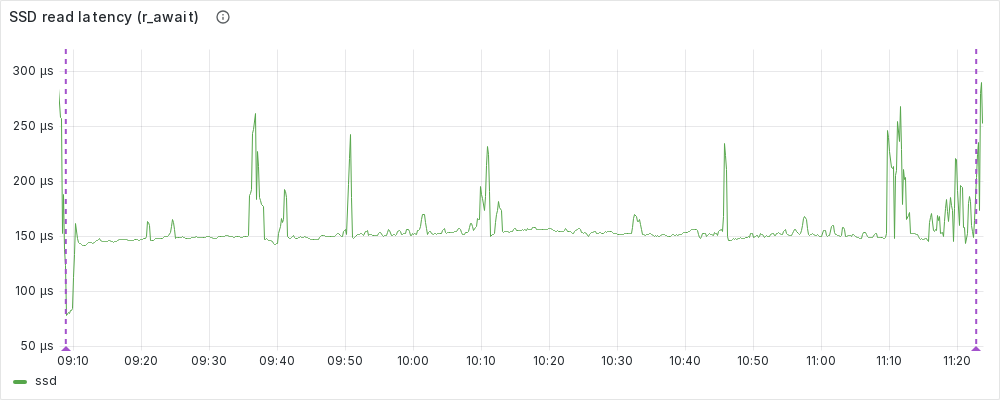 SSD read latency (r_await)
300 μs
250 μs
200 μs
150 μs
100 μs
50 μs
09:10 09:20 09:30 09:40 09:50 10:00 10:10 10:20 10:30 10:40 10:50 11:00 11:10 11:20
ssd